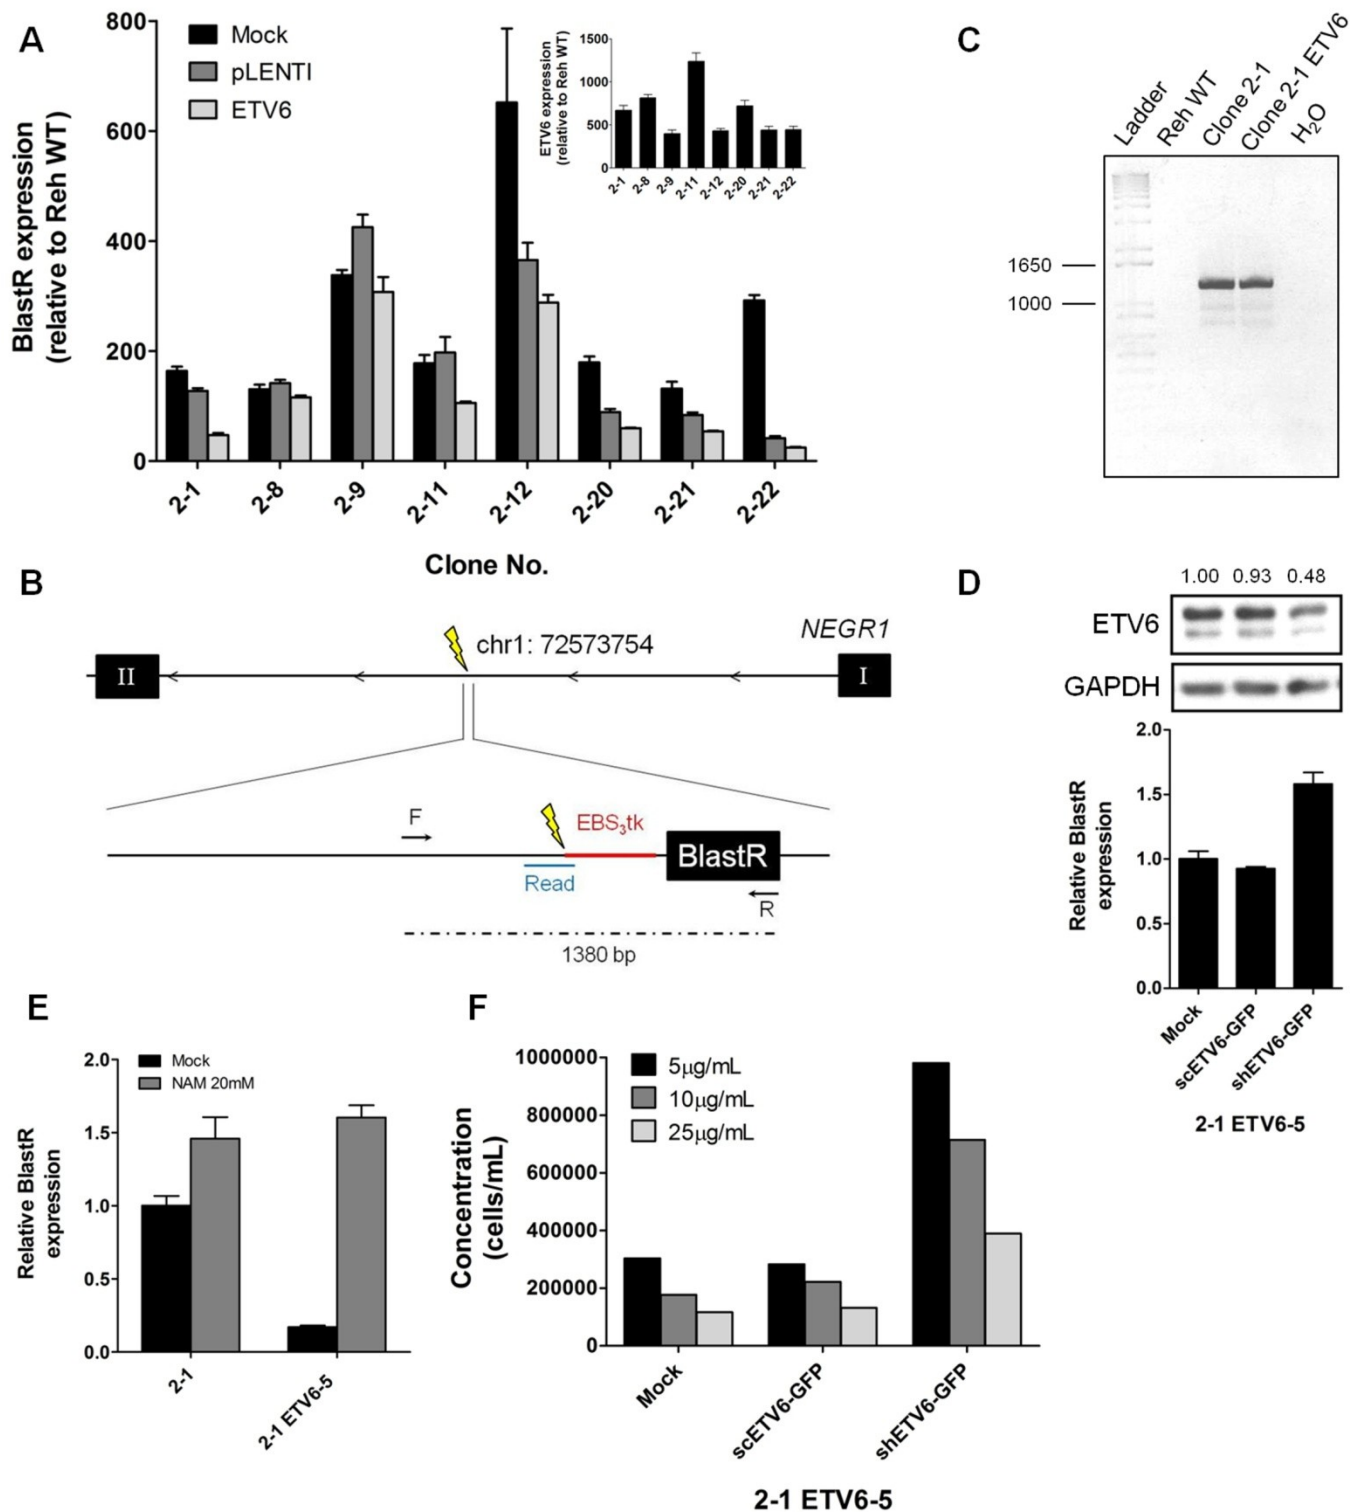 A
800
600
400
200
0
BlastR expression
(relative to Reh WT)
Mock
pLENTI
ETV6
2-1
2-8
2-9
2-11
2-12
2-20
2-21
2-22
Clone No.
1500
1000
500
0
ETV6 expression
(relative to Reh WT)
2-1
2-8
2-9
2-11
2-12
2-20
2-21
2-22
B
chr1: 72573754
NEGR1
II
I
F
EBS₃tk
BlastR
Read
R
1380 bp
C
Ladder
Reh WT
Clone 2-1
Clone 2-1 ETV6
H₂O
1650
1000
D
1.00 0.93 0.48
ETV6
GAPDH
2.0
1.5
1.0
0.5
0.0
Relative BlastR
expression
Mock
scETV6-GFP
shETV6-GFP
2-1 ETV6-5
E
2.0
1.5
1.0
0.5
0.0
Relative BlastR
expression
Mock
NAM 20mM
2-1
2-1 ETV6-5
F
1000000
800000
600000
400000
200000
0
Concentration
(cells/mL)
5µg/mL
10µg/mL
25µg/mL
Mock
scETV6-GFP
shETV6-GFP
2-1 ETV6-5